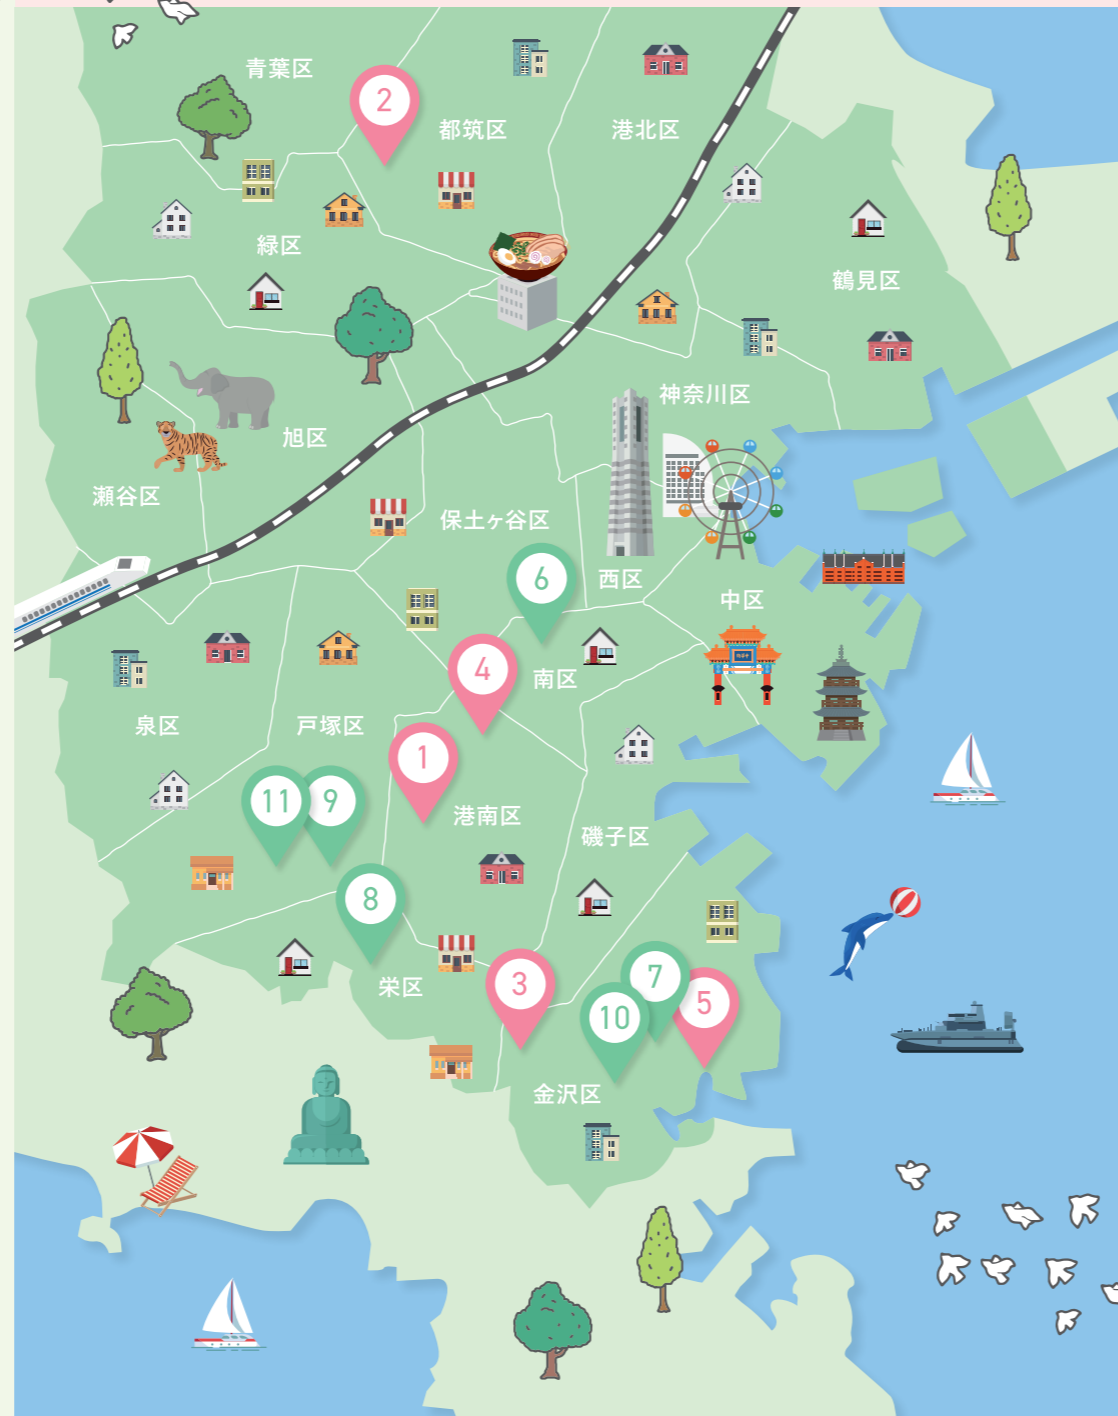 青葉区
2
都筑区
港北区
緑区
鶴見区
神奈川区
旭区
瀬谷区
保土ヶ谷区
6
西区
中区
4
南区
泉区
戸塚区
1
11
9
港南区
磯子区
8
栄区
3
7
5
10
金沢区